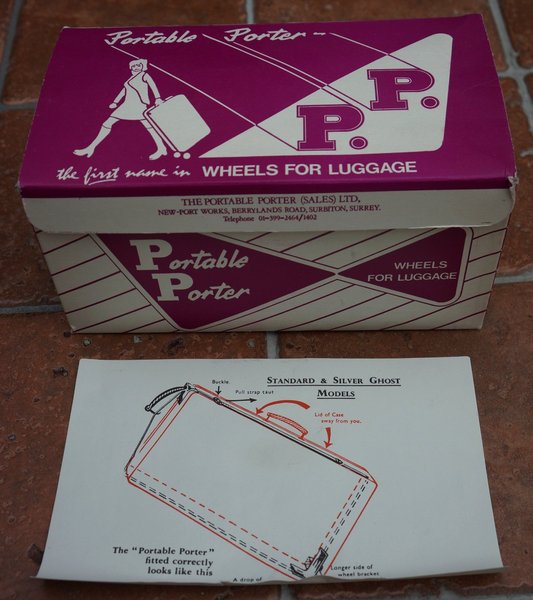 Portable Porter
P.
P.
the first name in WHEELS FOR LUGGAGE
THE PORTABLE PORTER (SALES) LTD,
NEW-PORT WORKS, BERRYLANDS ROAD, SURBITON, SURREY.
Telephone 01-399-2464/1402
Portable
Porter
WHEELS
FOR LUGGAGE
STANDARD & SILVER GHOST
MODELS
Buckle.
Pull strap taut
Lid of Case
away from you.
The "Portable Porter"
fitted correctly
looks like this
Longer side of
wheel bracket
A drop of